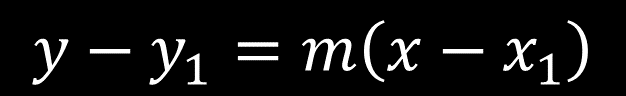 y − y₁ = m(x − x₁)